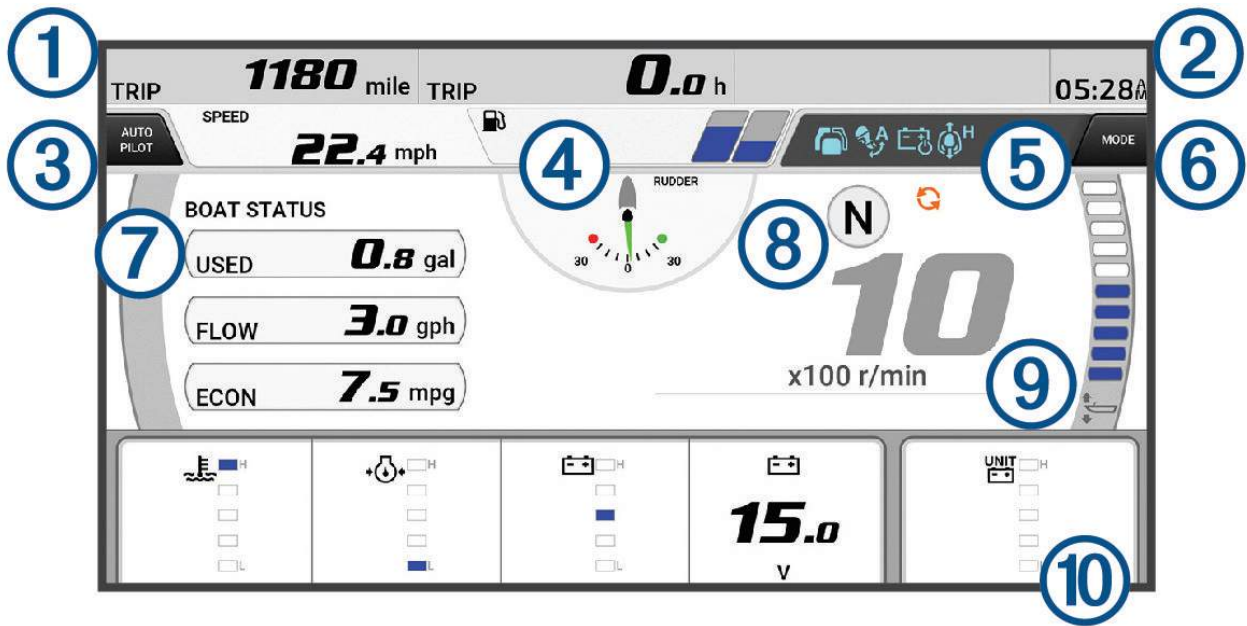 1
2
TRIP 1180 mile TRIP 0.0 h 05:28 AM
3
AUTO PILOT
SPEED
22.4 mph
4
5
MODE
6
A
H
RUDDER
30 0 30
7
BOAT STATUS
USED 0.8 gal
FLOW 3.0 gph
ECON 7.5 mpg
8
N
10
x100 r/min
9
H
L
H
L
H
L
15.0
V
UNIT
H
10